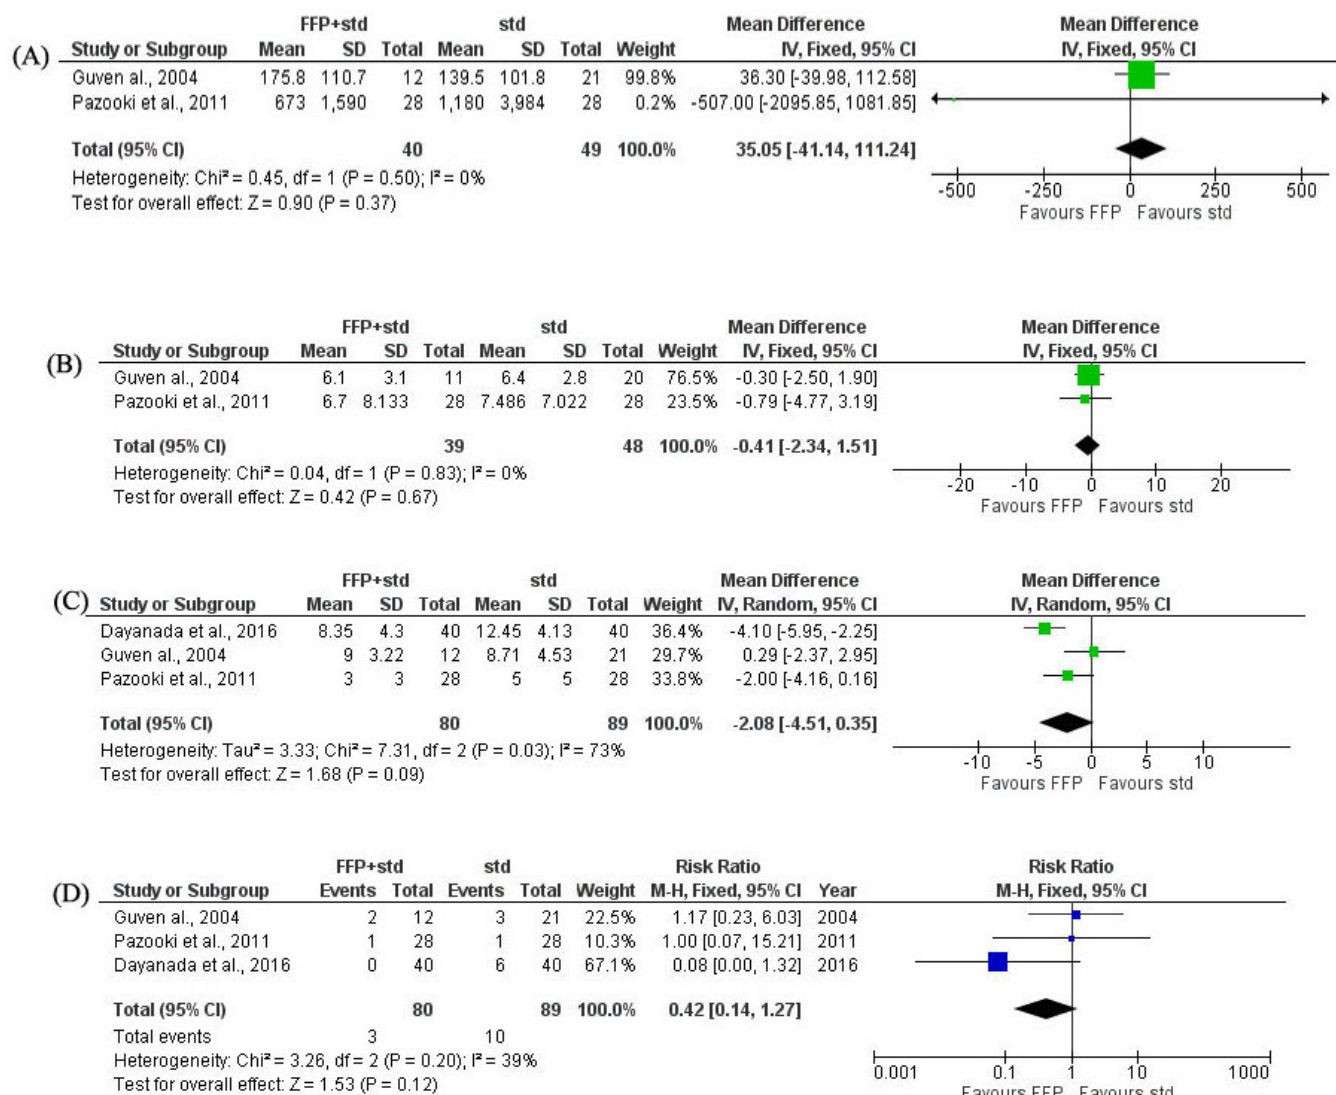 FFP+std std Mean Difference Mean Difference
(A) Study or Subgroup Mean SD Total Mean SD Total Weight IV, Fixed, 95% CI IV, Fixed, 95% CI
Guven al., 2004 175.8 110.7 12 139.5 101.8 21 99.8% 36.30 [-39.98, 112.58]
Pazooki et al., 2011 673 1,590 28 1,180 3,984 28 0.2% -507.00 [-2095.85, 1081.85]
Total (95% CI) 40 49 100.0% 35.05 [-41.14, 111.24]
Heterogeneity: Chi² = 0.45, df = 1 (P = 0.50); I² = 0%
Test for overall effect: Z = 0.90 (P = 0.37)
-500 -250 0 250 500
Favours FFP Favours std
FFP+std std Mean Difference Mean Difference
(B) Study or Subgroup Mean SD Total Mean SD Total Weight IV, Fixed, 95% CI IV, Fixed, 95% CI
Guven al., 2004 6.1 3.1 11 6.4 2.8 20 76.5% -0.30 [-2.50, 1.90]
Pazooki et al., 2011 6.7 8.133 28 7.486 7.022 28 23.5% -0.79 [-4.77, 3.19]
Total (95% CI) 39 48 100.0% -0.41 [-2.34, 1.51]
Heterogeneity: Chi² = 0.04, df = 1 (P = 0.83); I² = 0%
Test for overall effect: Z = 0.42 (P = 0.67)
-20 -10 0 10 20
Favours FFP Favours std
FFP+std std Mean Difference Mean Difference
(C) Study or Subgroup Mean SD Total Mean SD Total Weight IV, Random, 95% CI IV, Random, 95% CI
Dayanada et al., 2016 8.35 4.3 40 12.45 4.13 40 36.4% -4.10 [-5.95, -2.25]
Guven al., 2004 9 3.22 12 8.71 4.53 21 29.7% 0.29 [-2.37, 2.95]
Pazooki et al., 2011 3 3 28 5 5 28 33.8% -2.00 [-4.16, 0.16]
Total (95% CI) 80 89 100.0% -2.08 [-4.51, 0.35]
Heterogeneity: Tau² = 3.33; Chi² = 7.31, df = 2 (P = 0.03); I² = 73%
Test for overall effect: Z = 1.68 (P = 0.09)
-10 -5 0 5 10
Favours FFP Favours std
FFP+std std Risk Ratio Risk Ratio
(D) Study or Subgroup Events Total Events Total Weight M-H, Fixed, 95% CI Year M-H, Fixed, 95% CI
Guven al., 2004 2 12 3 21 22.5% 1.17 [0.23, 6.03] 2004
Pazooki et al., 2011 1 28 1 28 10.3% 1.00 [0.07, 15.21] 2011
Dayanada et al., 2016 0 40 6 40 67.1% 0.08 [0.00, 1.32] 2016
Total (95% CI) 80 89 100.0% 0.42 [0.14, 1.27]
Total events 3 10
Heterogeneity: Chi² = 3.26, df = 2 (P = 0.20); I² = 39%
Test for overall effect: Z = 1.53 (P = 0.12)
0.001 0.1 1 10 1000
Favours FFP Favours std